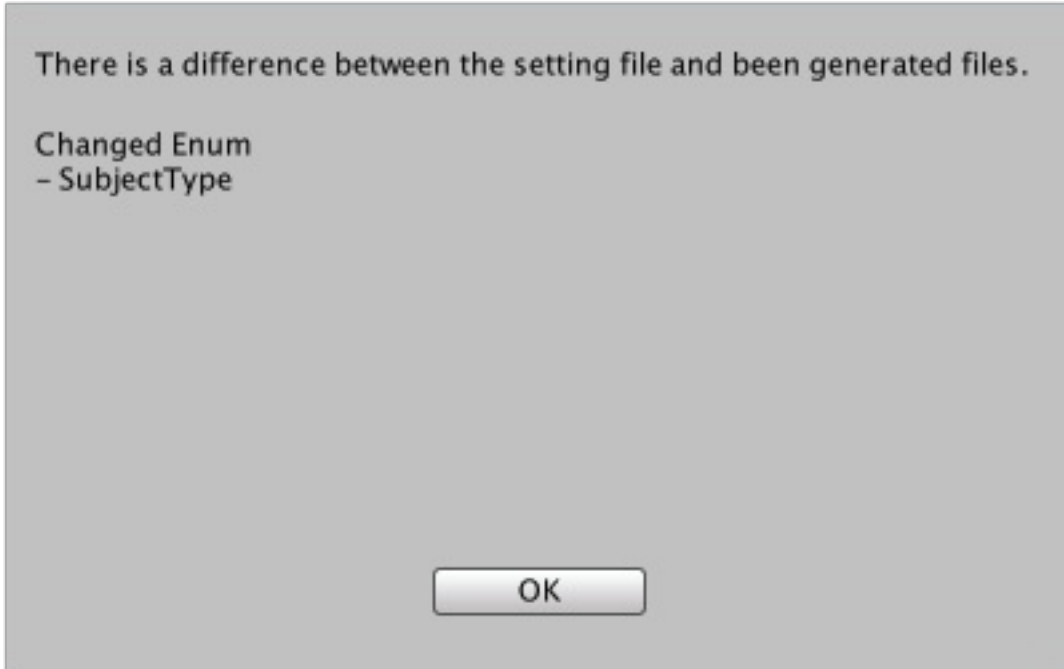 There is a difference between the setting file and been generated files.
Changed Enum
– SubjectType
OK